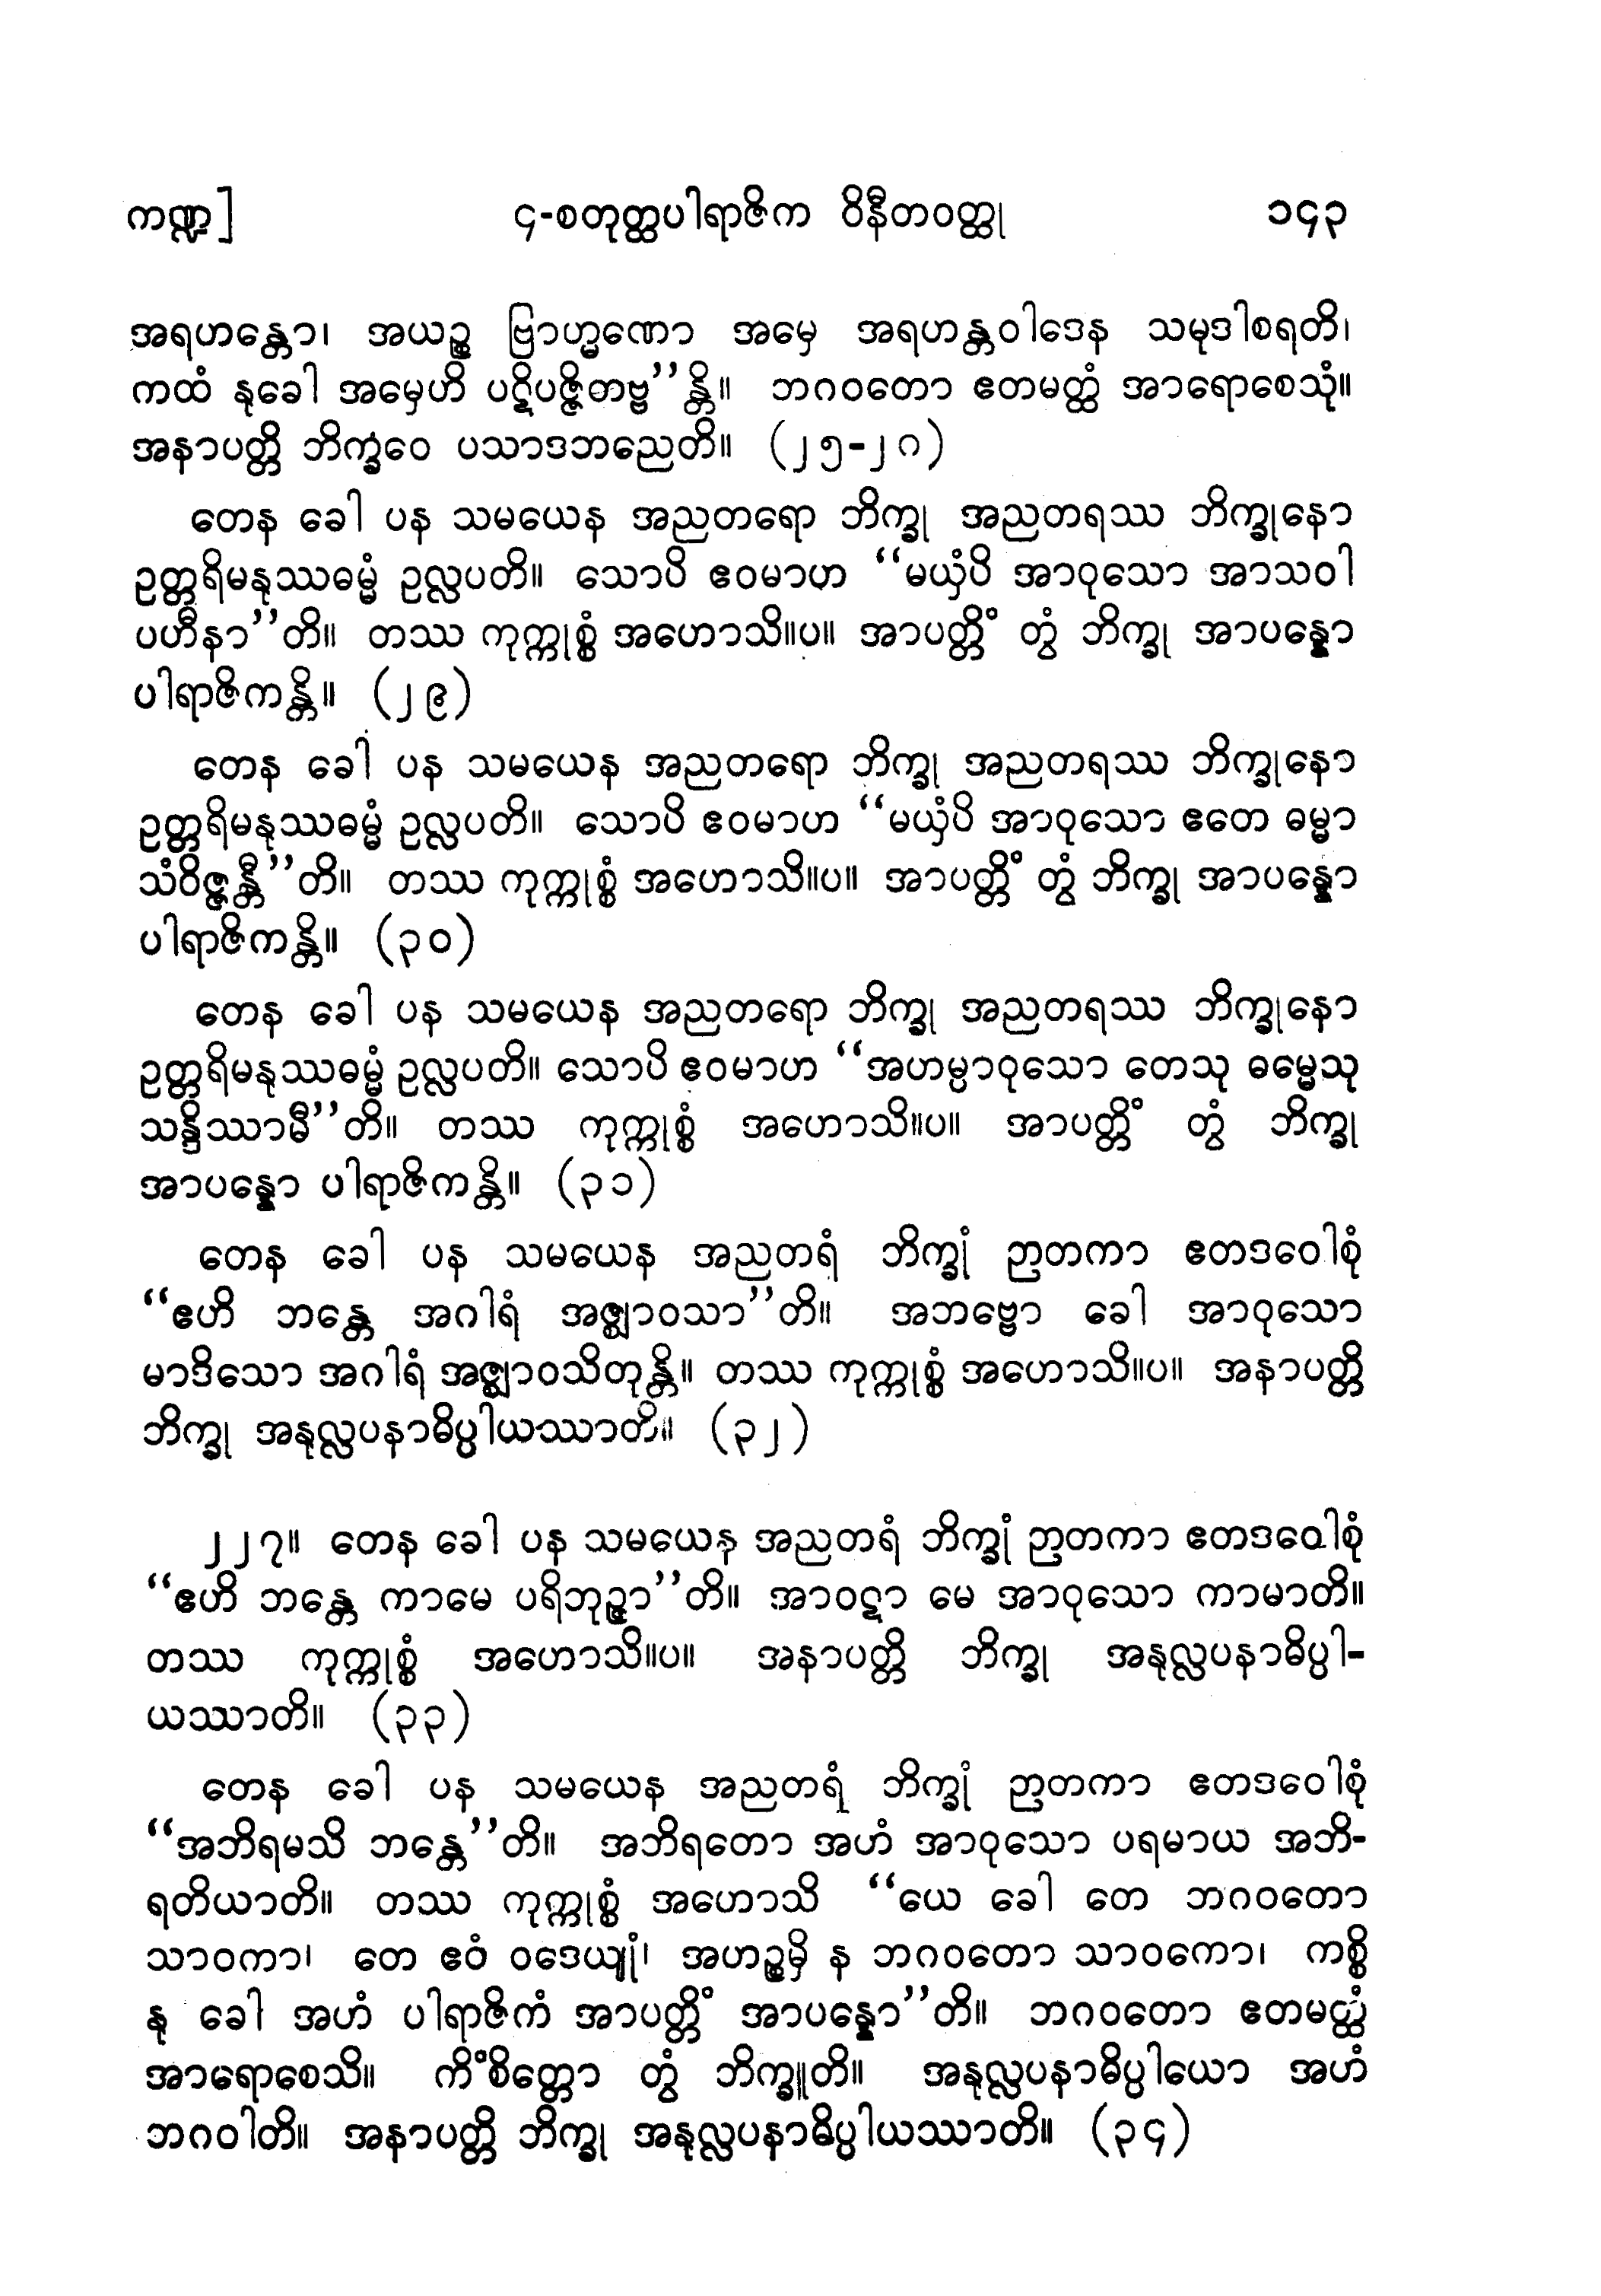 ကဏ္ဍ] ၄-စတုတ္ထပါရာဇိက ဝိနီတဝတ္ထု ၁၄၃
အရဟန္တော၊ အယဉ္စ ဗြာဟ္မဏော အမှေ အရဟန္တဝါဒေန သမုဒါစရတိ၊
ကထံ နုခေါ အမှေဟိ ပဋိပဇ္ဇိတဗ္ဗ’’န္တိ။ ဘဂဝတော ဧတမတ္ထံ အာရောစေသုံ။
အနာပတ္တိ ဘိက္ခဝေ ပသာဒဘညေတိ။ (၂၅-၂၈)
တေန ခေါ ပန သမယေန အညတရော ဘိက္ခု အညတရဿ ဘိက္ခုနော
ဥတ္တရိမနုဿဓမ္မံ ဥလ္လပတိ။ သောပိ ဧဝမာဟ ‘‘မယှံပိ အာဝုသော အာသဝါ
ပဟီနာ’’တိ။ တဿ ကုက္ကုစ္စံ အဟောသိ။ပ။ အာပတ္တိံ တွံ ဘိက္ခု အာပန္နော
ပါရာဇိကန္တိ။ (၂၉)
တေန ခေါ ပန သမယေန အညတရော ဘိက္ခု အညတရဿ ဘိက္ခုနော
ဥတ္တရိမနုဿဓမ္မံ ဥလ္လပတိ။ သောပိ ဧဝမာဟ ‘‘မယှံပိ အာဝုသော ဧတေ ဓမ္မာ
သံဝိဇ္ဇန္တီ’’တိ။ တဿ ကုက္ကုစ္စံ အဟောသိ။ပ။ အာပတ္တိံ တွံ ဘိက္ခု အာပန္နော
ပါရာဇိကန္တိ။ (၃၀)
တေန ခေါ ပန သမယေန အညတရော ဘိက္ခု အညတရဿ ဘိက္ခုနော
ဥတ္တရိမနုဿဓမ္မံ ဥလ္လပတိ။ သောပိ ဧဝမာဟ ‘‘အဟမ္ပာဝုသော တေသု ဓမ္မေသု
သန္ဒိဿာမီ’’တိ။ တဿ ကုက္ကုစ္စံ အဟောသိ။ပ။ အာပတ္တိံ တွံ ဘိက္ခု
အာပန္နော ပါရာဇိကန္တိ။ (၃၁)
တေန ခေါ ပန သမယေန အညတရံ ဘိက္ခုံ ဉာတကာ ဧတဒဝေါစုံ
‘‘ဧဟိ ဘန္တေ အဂါရံ အဇ္ဈာဝသာ’’တိ။ အဘဗ္ဗော ခေါ အာဝုသော
မာဒိသော အဂါရံ အဇ္ဈာဝသိတုန္တိ။ တဿ ကုက္ကုစ္စံ အဟောသိ။ပ။ အနာပတ္တိ
ဘိက္ခု အနုလ္လပနာဓိပ္ပါယဿာတိ။ (၃၂)
၂၂၇။ တေန ခေါ ပန သမယေန အညတရံ ဘိက္ခုံ ဉာတကာ ဧတဒဝေါစုံ
‘‘ဧဟိ ဘန္တေ ကာမေ ပရိဘုဉ္ဇာ’’တိ။ အာဝဋာ မေ အာဝုသော ကာမာတိ။
တဿ ကုက္ကုစ္စံ အဟောသိ။ပ။ အနာပတ္တိ ဘိက္ခု အနုလ္လပနာဓိပ္ပါ-
ယဿာတိ။ (၃၃)
တေန ခေါ ပန သမယေန အညတရံ ဘိက္ခုံ ဉာတကာ ဧတဒဝေါစုံ
‘‘အဘိရမသိ ဘန္တေ’’တိ။ အဘိရတော အဟံ အာဝုသော ပရမာယ အဘိ-
ရတိယာတိ။ တဿ ကုက္ကုစ္စံ အဟောသိ ‘‘ယေ ခေါ တေ ဘဂဝတော
သာဝကာ၊ တေ ဧဝံ ဝဒေယျုံ၊ အဟဉ္စမှိ န ဘဂဝတော သာဝကော၊ ကစ္စိ
နု ခေါ အဟံ ပါရာဇိကံ အာပတ္တိံ အာပန္နော’’တိ။ ဘဂဝတော ဧတမတ္ထံ
အာရောစေသိ။ ကိံစိတ္တော တွံ ဘိက္ခူတိ။ အနုလ္လပနာဓိပ္ပါယော အဟံ
ဘဂဝါတိ။ အနာပတ္တိ ဘိက္ခု အနုလ္လပနာဓိပ္ပါယဿာတိ။ (၃၄)